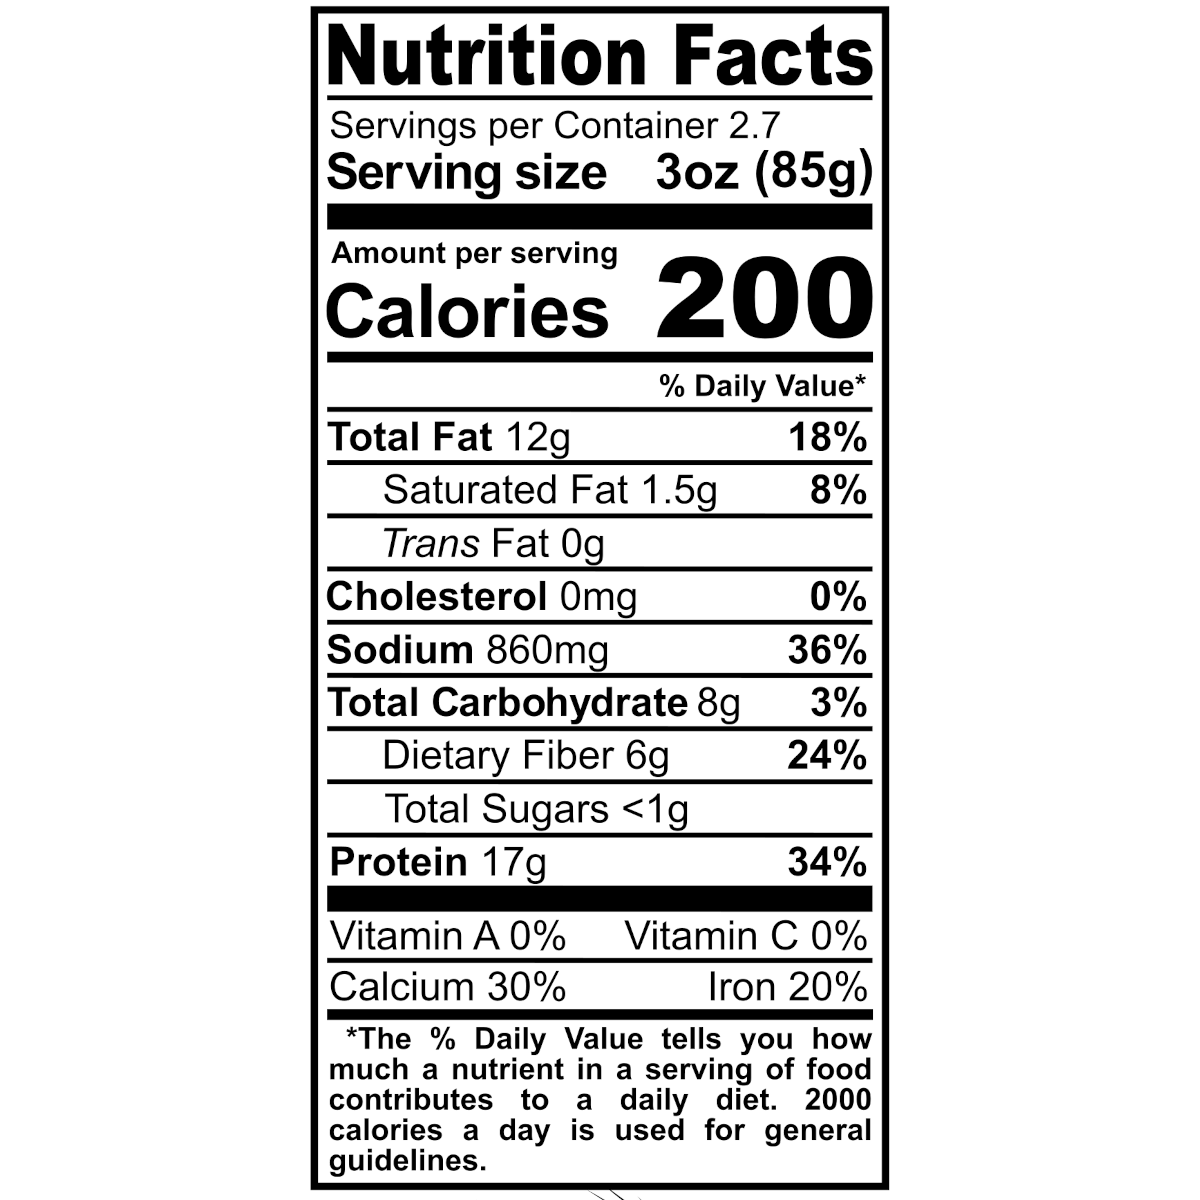 Nutrition Facts
Servings per Container 2.7
Serving size 3oz (85g)
Amount per serving
Calories 200
% Daily Value*
Total Fat 12g 18%
Saturated Fat 1.5g 8%
Trans Fat 0g
Cholesterol 0mg 0%
Sodium 860mg 36%
Total Carbohydrate 8g 3%
Dietary Fiber 6g 24%
Total Sugars <1g
Protein 17g 34%
Vitamin A 0% Vitamin C 0%
Calcium 30% Iron 20%
*The % Daily Value tells you how
much a nutrient in a serving of food
contributes to a daily diet. 2000
calories a day is used for general
guidelines.